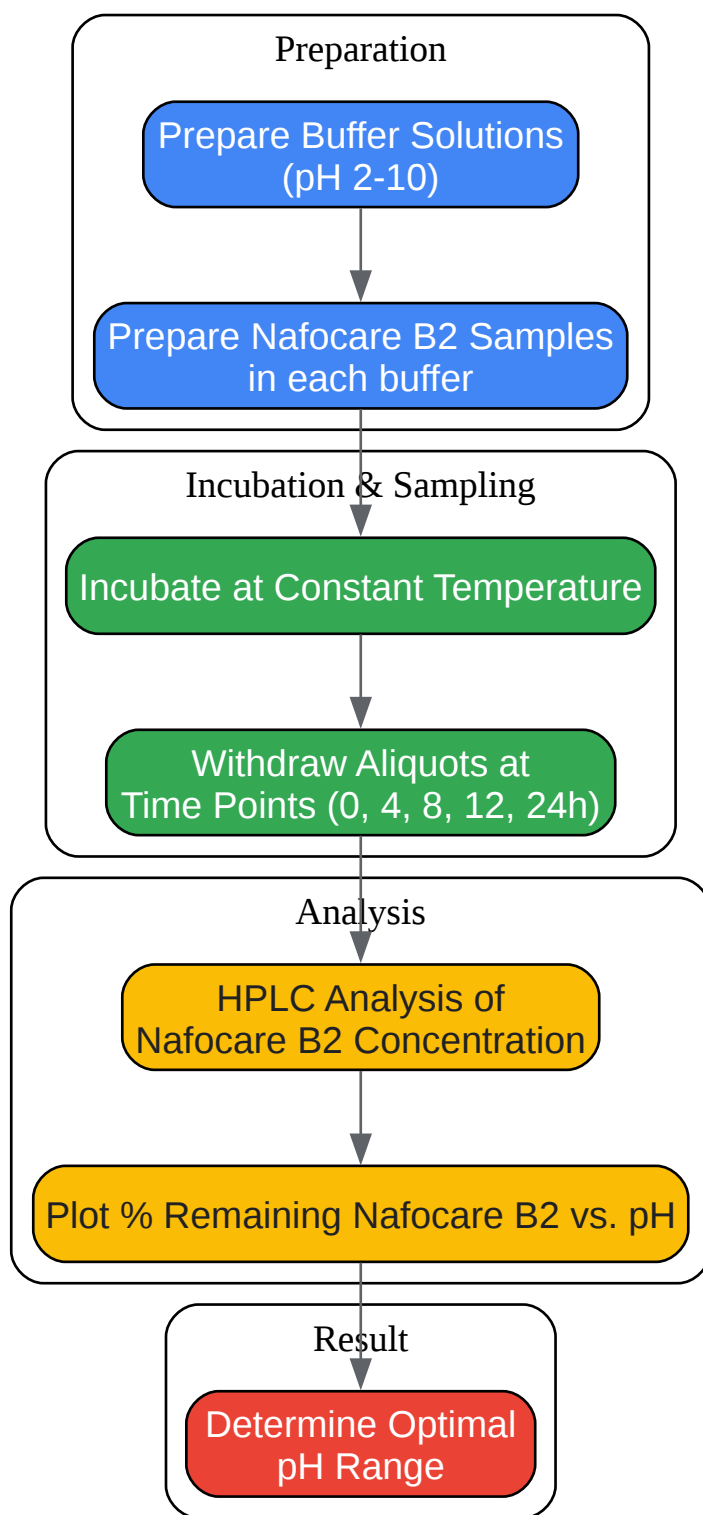 Preparation
Prepare Buffer Solutions
(pH 2-10)
Prepare Nafocare B2 Samples
in each buffer
Incubation & Sampling
Incubate at Constant Temperature
Withdraw Aliquots at
Time Points (0, 4, 8, 12, 24h)
Analysis
HPLC Analysis of
Nafocare B2 Concentration
Plot % Remaining Nafocare B2 vs. pH
Result
Determine Optimal
pH Range